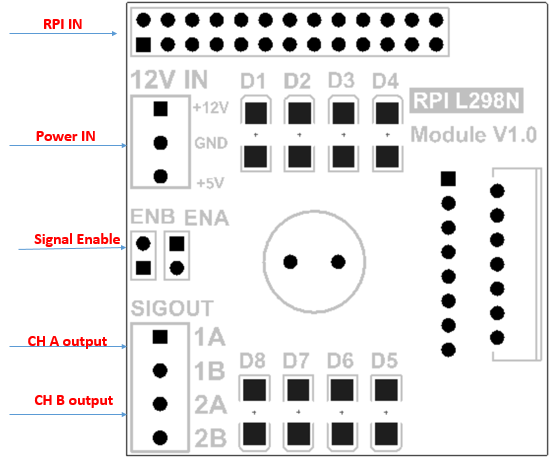 RPI IN
12V IN
D1 D2 D3 D4
+12V
RPI L298N
Power IN
GND
Module V1.0
+5V
ENB ENA
Signal Enable
SIGOUT
1A
CH A output
1B
D8 D7 D6 D5
CH B output
2A
2B